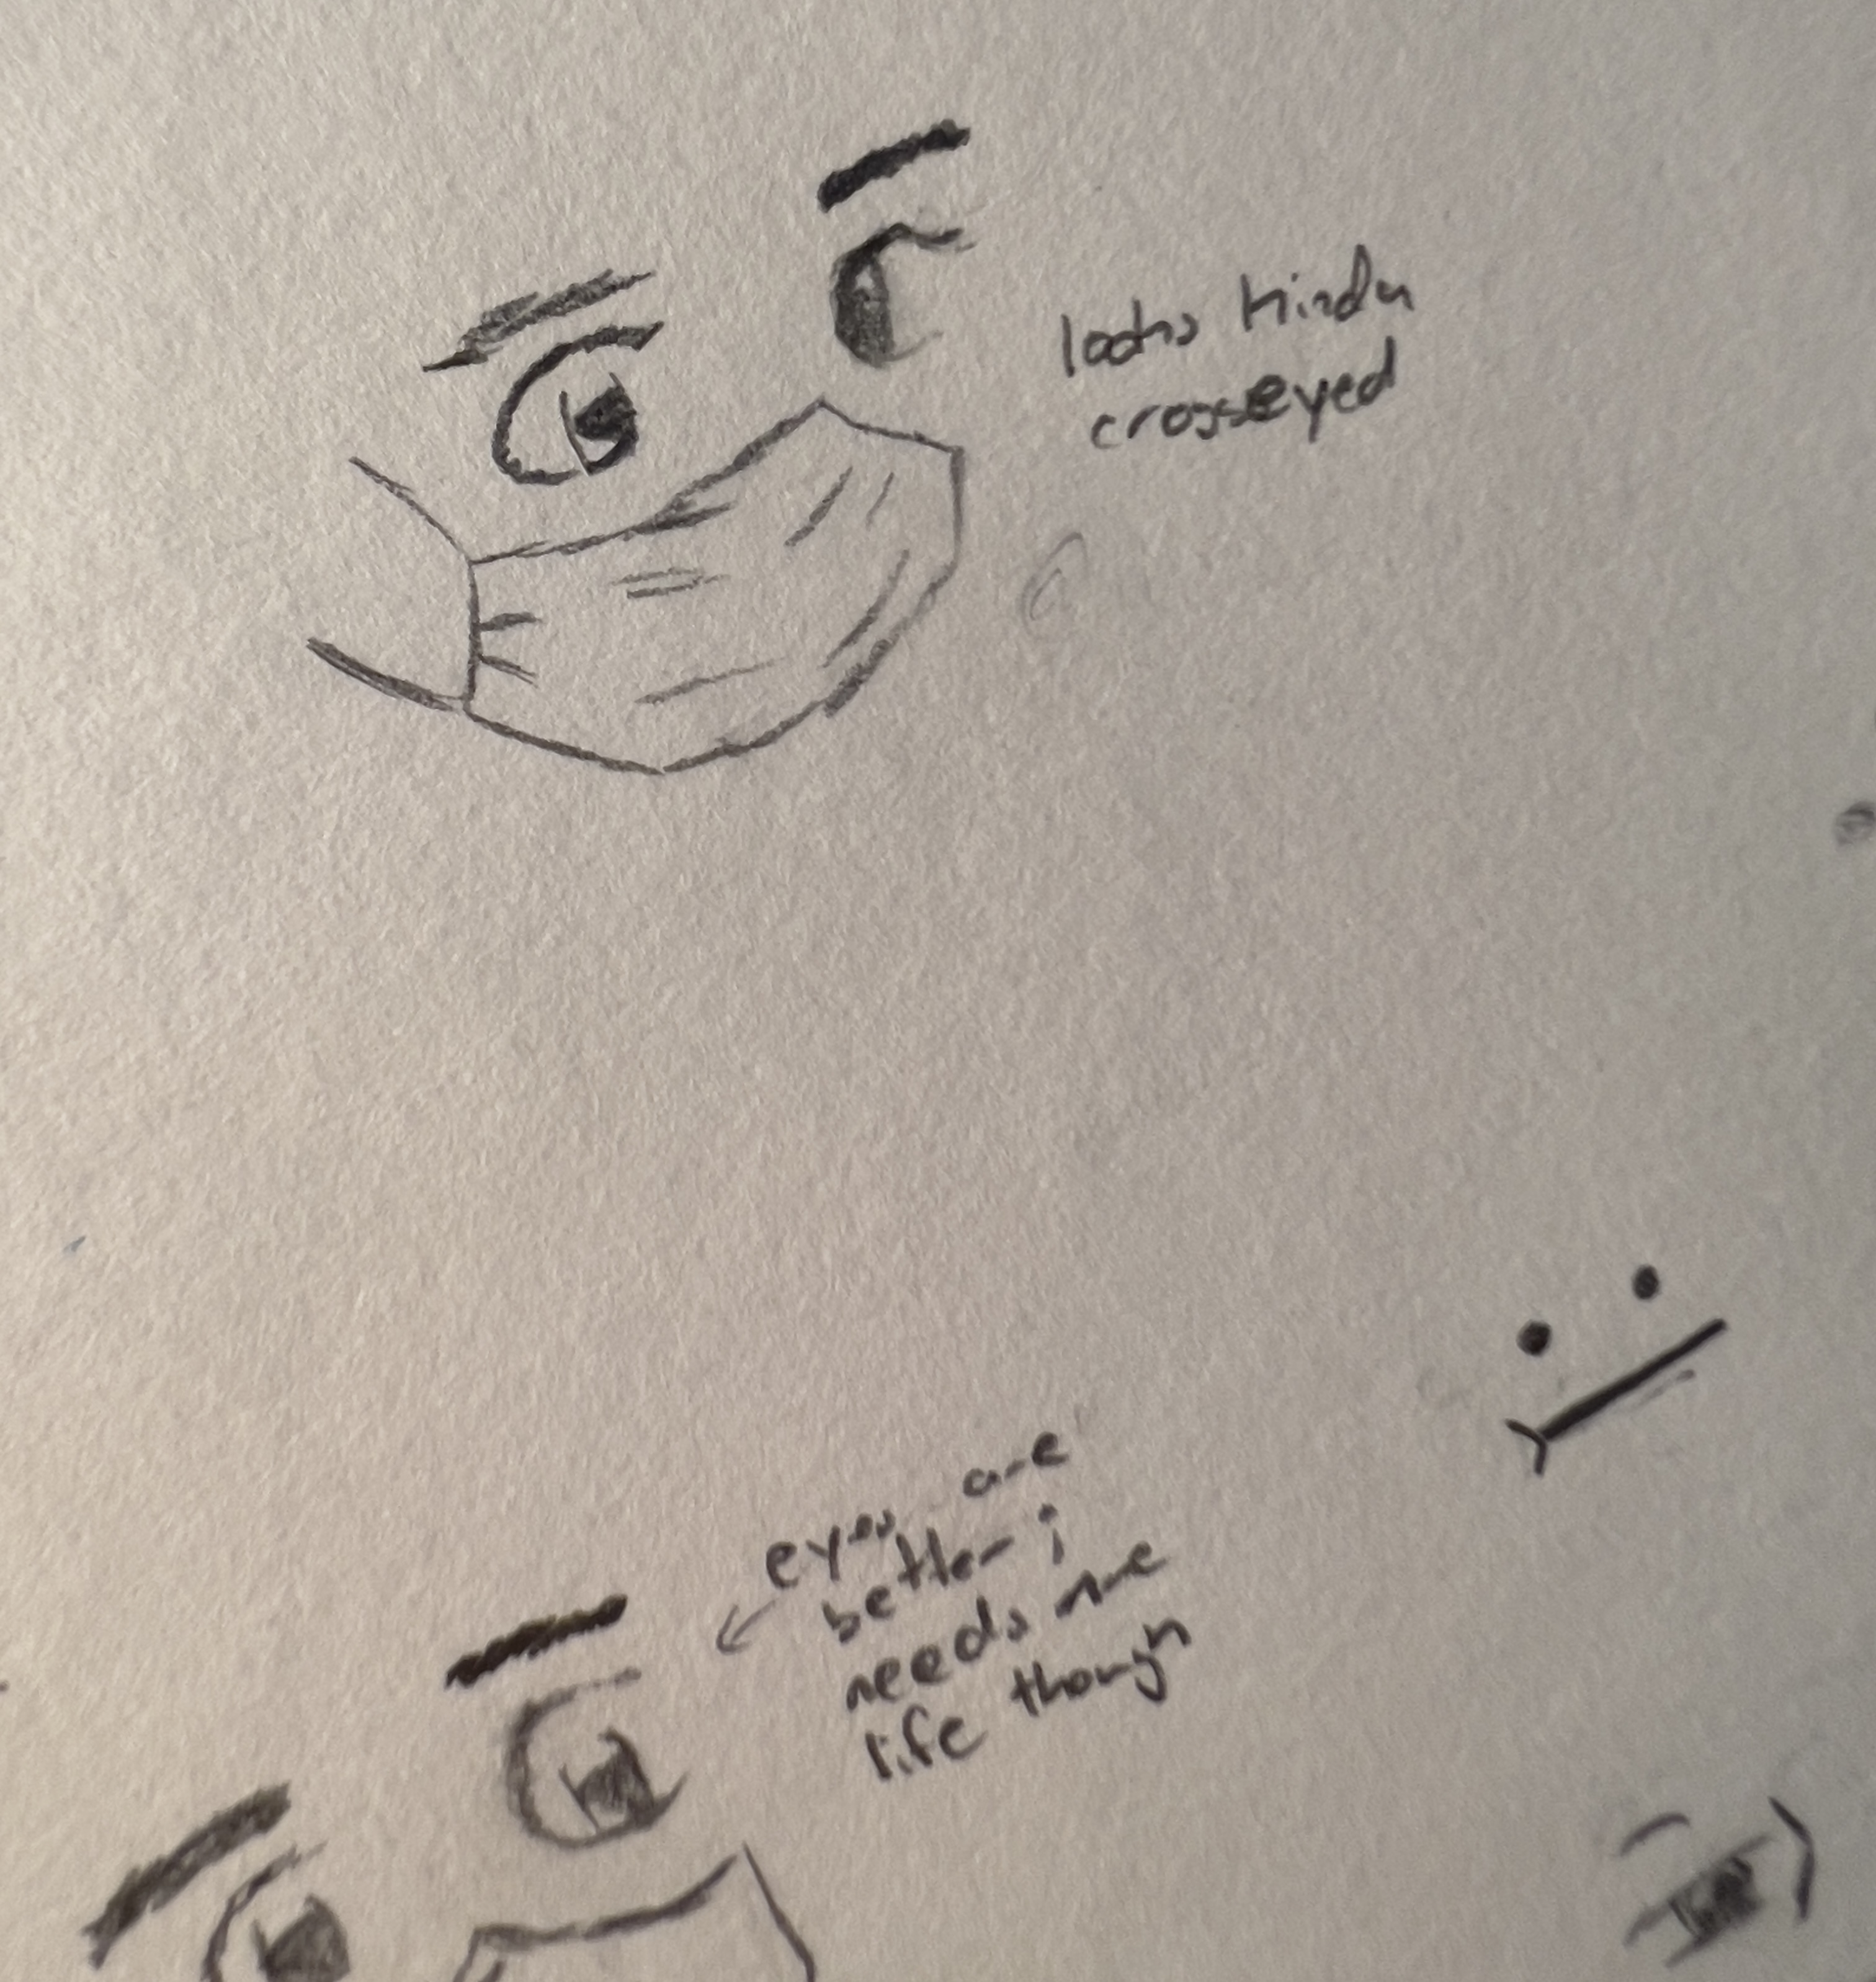 looks kinda
crosseyed
eyes are
better i
needs more
life though